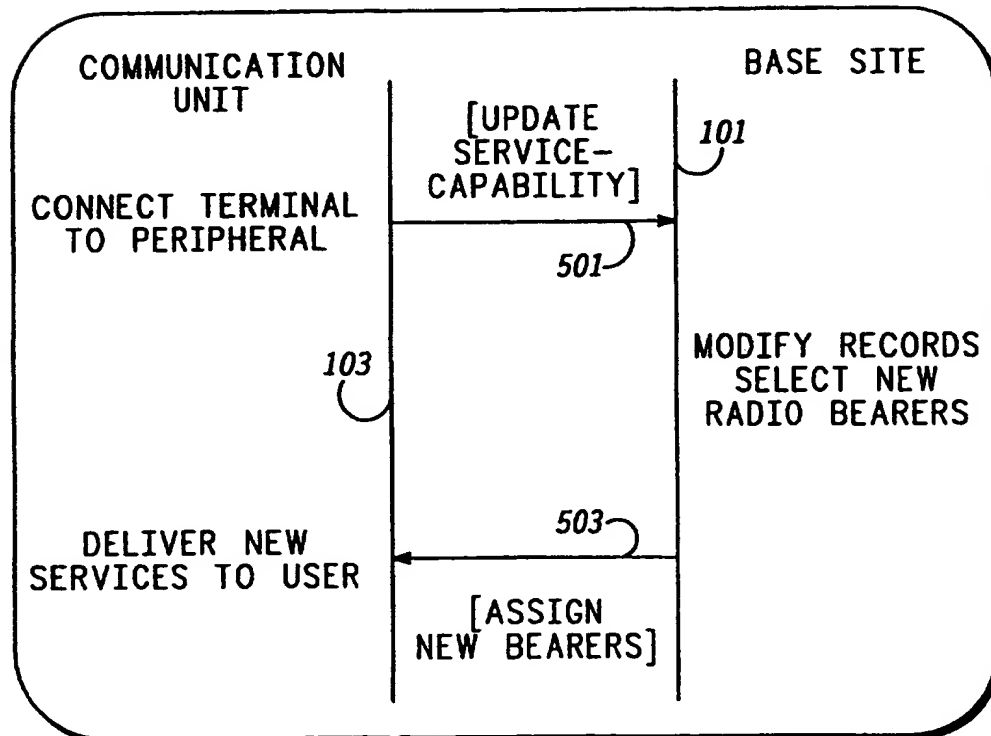 COMMUNICATION
UNIT
BASE SITE
[UPDATE
SERVICE-
CAPABILITY]
101
CONNECT TERMINAL
TO PERIPHERAL
501
103
MODIFY RECORDS
SELECT NEW
RADIO BEARERS
503
DELIVER NEW
SERVICES TO USER
[ASSIGN
NEW BEARERS]